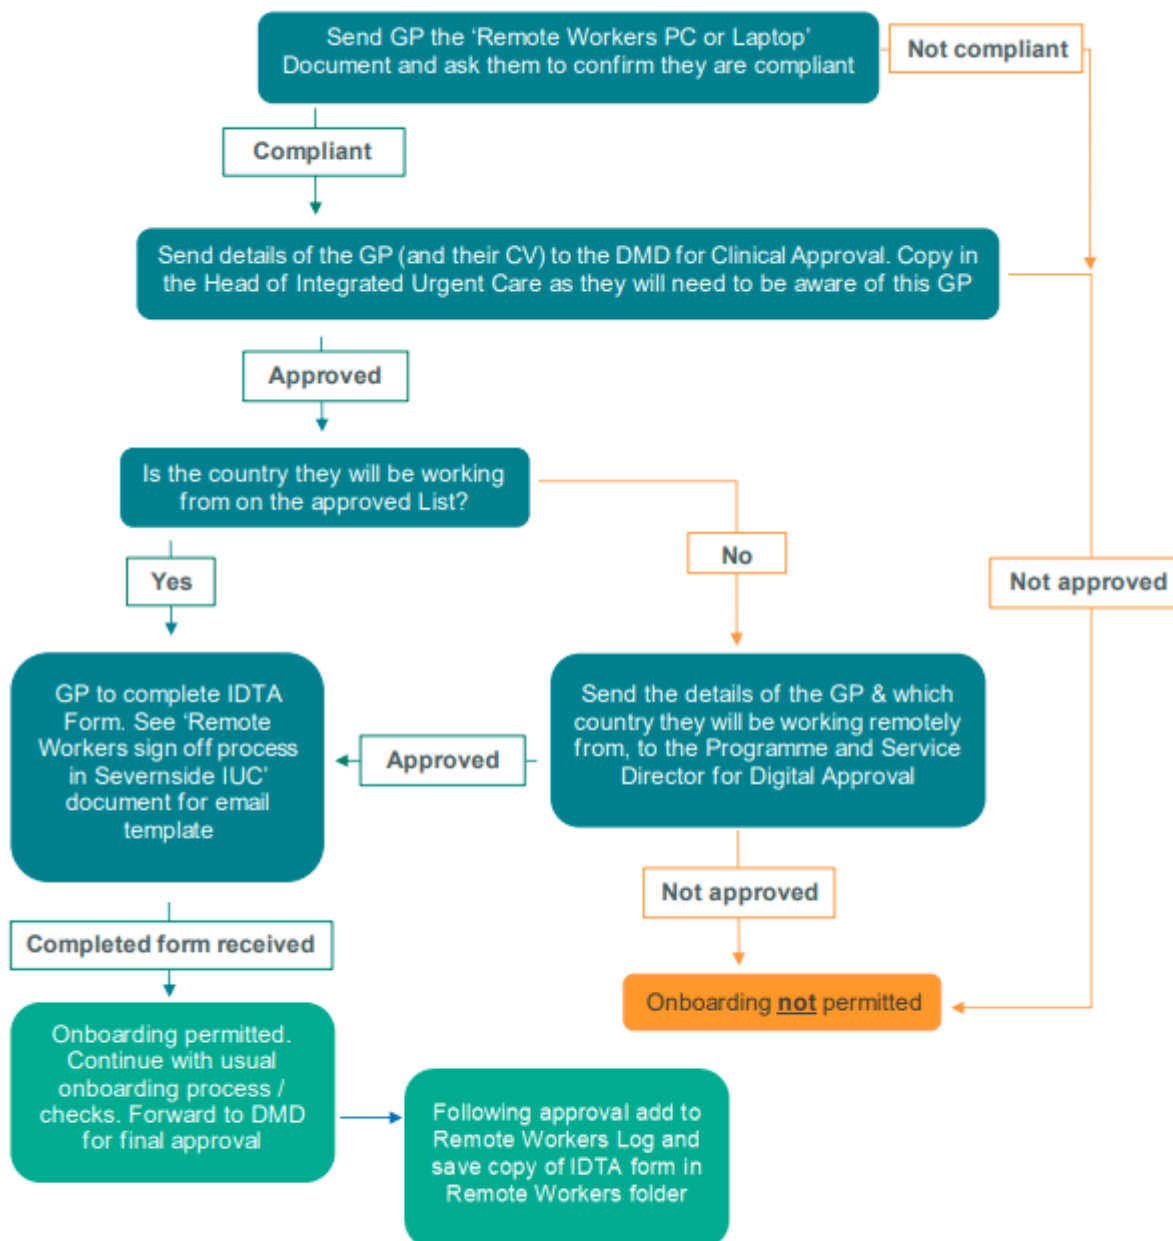 Send GP the ‘Remote Workers PC or Laptop’
Document and ask them to confirm they are compliant
Not compliant
Compliant
Send details of the GP (and their CV) to the DMD for Clinical Approval. Copy in
the Head of Integrated Urgent Care as they will need to be aware of this GP
Approved
Is the country they will be working
from on the approved List?
Yes
No
Not approved
GP to complete IDTA
Form. See ‘Remote
Workers sign off process
in Severnside IUC’
document for email
template
Approved
Send the details of the GP & which
country they will be working remotely
from, to the Programme and Service
Director for Digital Approval
Not approved
Completed form received
Onboarding not permitted
Onboarding permitted.
Continue with usual
onboarding process /
checks. Forward to DMD
for final approval
Following approval add to
Remote Workers Log and
save copy of IDTA form in
Remote Workers folder